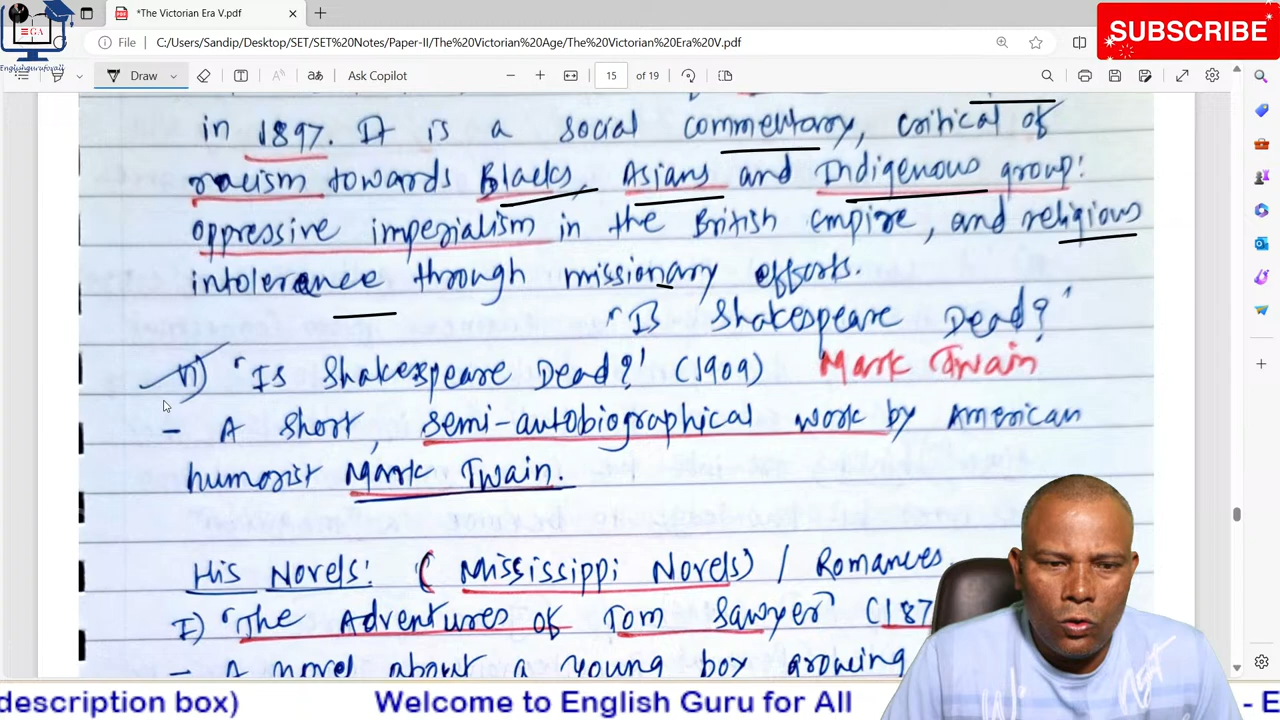 *The Victorian Era V.pdf
File C:/Users/Sandip/Desktop/SET/SET%20Notes/Paper-II/The%20Victorian%20Age/The%20Victorian%20Era%20V.pdf
SUBSCRIBE
EGA
Englishguruforall
Draw Ask Copilot 15 of 19
in 1897. It is a social commentary, critical of
racism towards Blacks, Asians and Indigenous group:
oppressive imperialism in the British empire, and religious
intolerance through missionary efforts.
"Is Shakespeare Dead?"
VI) 'Is Shakespeare Dead?' (1909) Mark Twain
- A short, semi-autobiographical work by American
humorist Mark Twain.
His Novels: (Mississippi Novels) / Romances
I) "The Adventures of Tom Sawyer" (187
- A novel about a young boy growing
description box) Welcome to English Guru for All - E